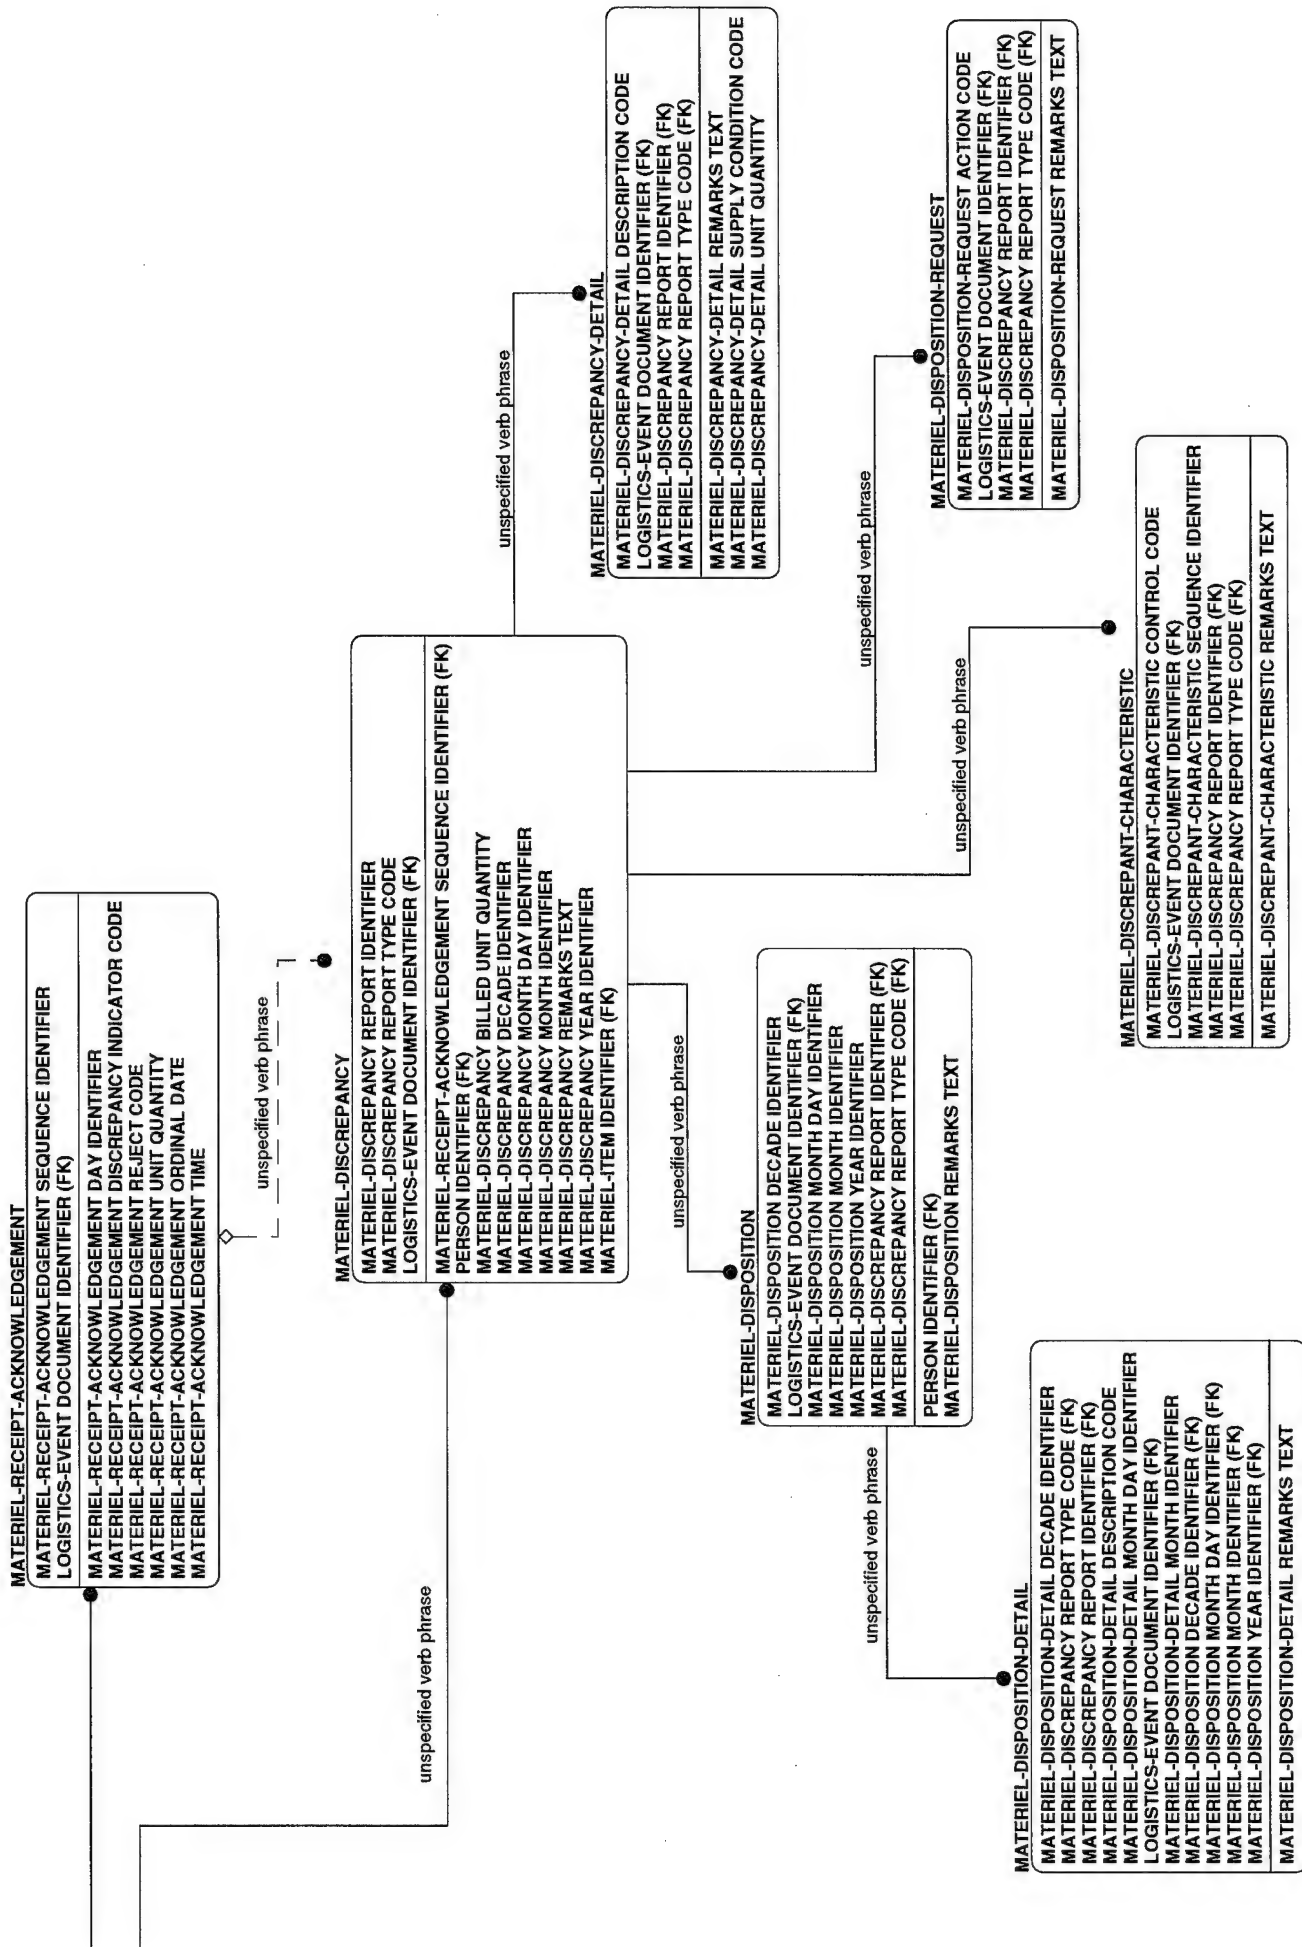 MATERIEL-RECEIPT-ACKNOWLEDGEMENT
MATERIEL-RECEIPT-ACKNOWLEDGEMENT SEQUENCE IDENTIFIER
LOGISTICS-EVENT DOCUMENT IDENTIFIER (FK)
MATERIEL-RECEIPT-ACKNOWLEDGEMENT DAY IDENTIFIER
MATERIEL-RECEIPT-ACKNOWLEDGEMENT DISCREPANCY INDICATOR CODE
MATERIEL-RECEIPT-ACKNOWLEDGEMENT REJECT CODE
MATERIEL-RECEIPT-ACKNOWLEDGEMENT UNIT QUANTITY
MATERIEL-RECEIPT-ACKNOWLEDGEMENT ORDINAL DATE
MATERIEL-RECEIPT-ACKNOWLEDGEMENT TIME
unspecified verb phrase
unspecified verb phrase
MATERIEL-DISCREPANCY
MATERIEL-DISCREPANCY REPORT IDENTIFIER
MATERIEL-DISCREPANCY REPORT TYPE CODE
LOGISTICS-EVENT DOCUMENT IDENTIFIER (FK)
MATERIEL-RECEIPT-ACKNOWLEDGEMENT SEQUENCE IDENTIFIER (FK)
PERSON IDENTIFIER (FK)
MATERIEL-DISCREPANCY BILLED UNIT QUANTITY
MATERIEL-DISCREPANCY DECADE IDENTIFIER
MATERIEL-DISCREPANCY MONTH DAY IDENTIFIER
MATERIEL-DISCREPANCY MONTH IDENTIFIER
MATERIEL-DISCREPANCY REMARKS TEXT
MATERIEL-DISCREPANCY YEAR IDENTIFIER
MATERIEL-ITEM IDENTIFIER (FK)
unspecified verb phrase
MATERIEL-DISCREPANCY-DETAIL
MATERIEL-DISCREPANCY-DETAIL DESCRIPTION CODE
LOGISTICS-EVENT DOCUMENT IDENTIFIER (FK)
MATERIEL-DISCREPANCY REPORT IDENTIFIER (FK)
MATERIEL-DISCREPANCY REPORT TYPE CODE (FK)
MATERIEL-DISCREPANCY-DETAIL REMARKS TEXT
MATERIEL-DISCREPANCY-DETAIL SUPPLY CONDITION CODE
MATERIEL-DISCREPANCY-DETAIL UNIT QUANTITY
unspecified verb phrase
MATERIEL-DISPOSITION
MATERIEL-DISPOSITION DECADE IDENTIFIER
LOGISTICS-EVENT DOCUMENT IDENTIFIER (FK)
MATERIEL-DISPOSITION MONTH DAY IDENTIFIER
MATERIEL-DISPOSITION MONTH IDENTIFIER
MATERIEL-DISPOSITION YEAR IDENTIFIER
MATERIEL-DISCREPANCY REPORT IDENTIFIER (FK)
MATERIEL-DISCREPANCY REPORT TYPE CODE (FK)
PERSON IDENTIFIER (FK)
MATERIEL-DISPOSITION REMARKS TEXT
unspecified verb phrase
MATERIEL-DISPOSITION-REQUEST
MATERIEL-DISPOSITION-REQUEST ACTION CODE
LOGISTICS-EVENT DOCUMENT IDENTIFIER (FK)
MATERIEL-DISCREPANCY REPORT IDENTIFIER (FK)
MATERIEL-DISCREPANCY REPORT TYPE CODE (FK)
MATERIEL-DISPOSITION-REQUEST REMARKS TEXT
unspecified verb phrase
MATERIEL-DISCREPANT-CHARACTERISTIC
MATERIEL-DISCREPANT-CHARACTERISTIC CONTROL CODE
LOGISTICS-EVENT DOCUMENT IDENTIFIER (FK)
MATERIEL-DISCREPANT-CHARACTERISTIC SEQUENCE IDENTIFIER
MATERIEL-DISCREPANCY REPORT IDENTIFIER (FK)
MATERIEL-DISCREPANCY REPORT TYPE CODE (FK)
MATERIEL-DISCREPANT-CHARACTERISTIC REMARKS TEXT
unspecified verb phrase
MATERIEL-DISPOSITION-DETAIL
MATERIEL-DISPOSITION-DETAIL DECADE IDENTIFIER
MATERIEL-DISCREPANCY REPORT TYPE CODE (FK)
MATERIEL-DISCREPANCY REPORT IDENTIFIER (FK)
MATERIEL-DISPOSITION-DETAIL DESCRIPTION CODE
MATERIEL-DISPOSITION-DETAIL MONTH DAY IDENTIFIER
LOGISTICS-EVENT DOCUMENT IDENTIFIER (FK)
MATERIEL-DISPOSITION-DETAIL MONTH IDENTIFIER
MATERIEL-DISPOSITION DECADE IDENTIFIER (FK)
MATERIEL-DISPOSITION MONTH DAY IDENTIFIER (FK)
MATERIEL-DISPOSITION MONTH IDENTIFIER (FK)
MATERIEL-DISPOSITION YEAR IDENTIFIER (FK)
MATERIEL-DISPOSITION-DETAIL REMARKS TEXT